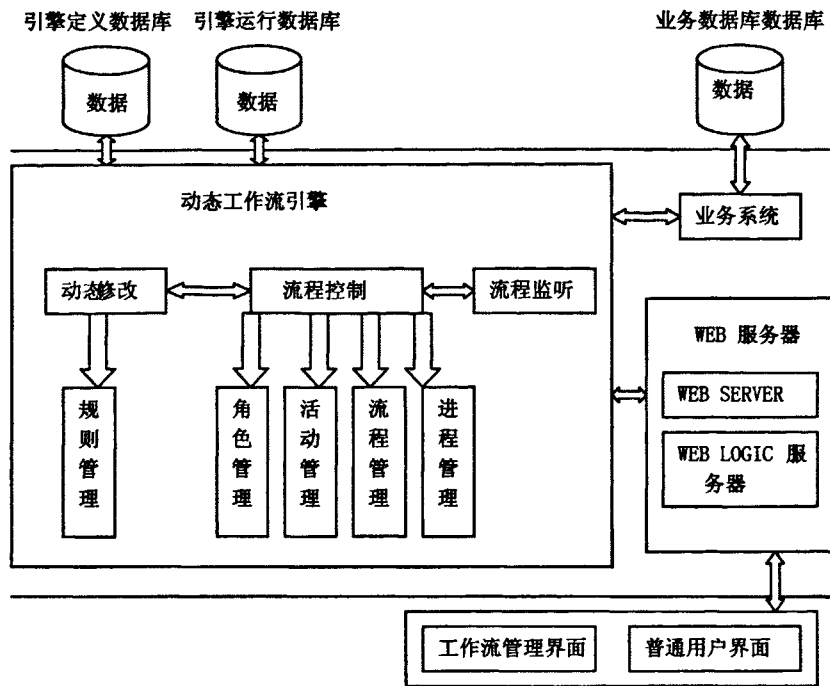 引擎定义数据库
引擎运行数据库
业务数据库数据库
数据
数据
数据
动态工作流引擎
业务系统
动态修改
流程控制
流程监听
WEB 服务器
WEB SERVER
WEB LOGIC 服
务器
规则管理
角色管理
活动管理
流程管理
进程管理
工作流管理界面
普通用户界面